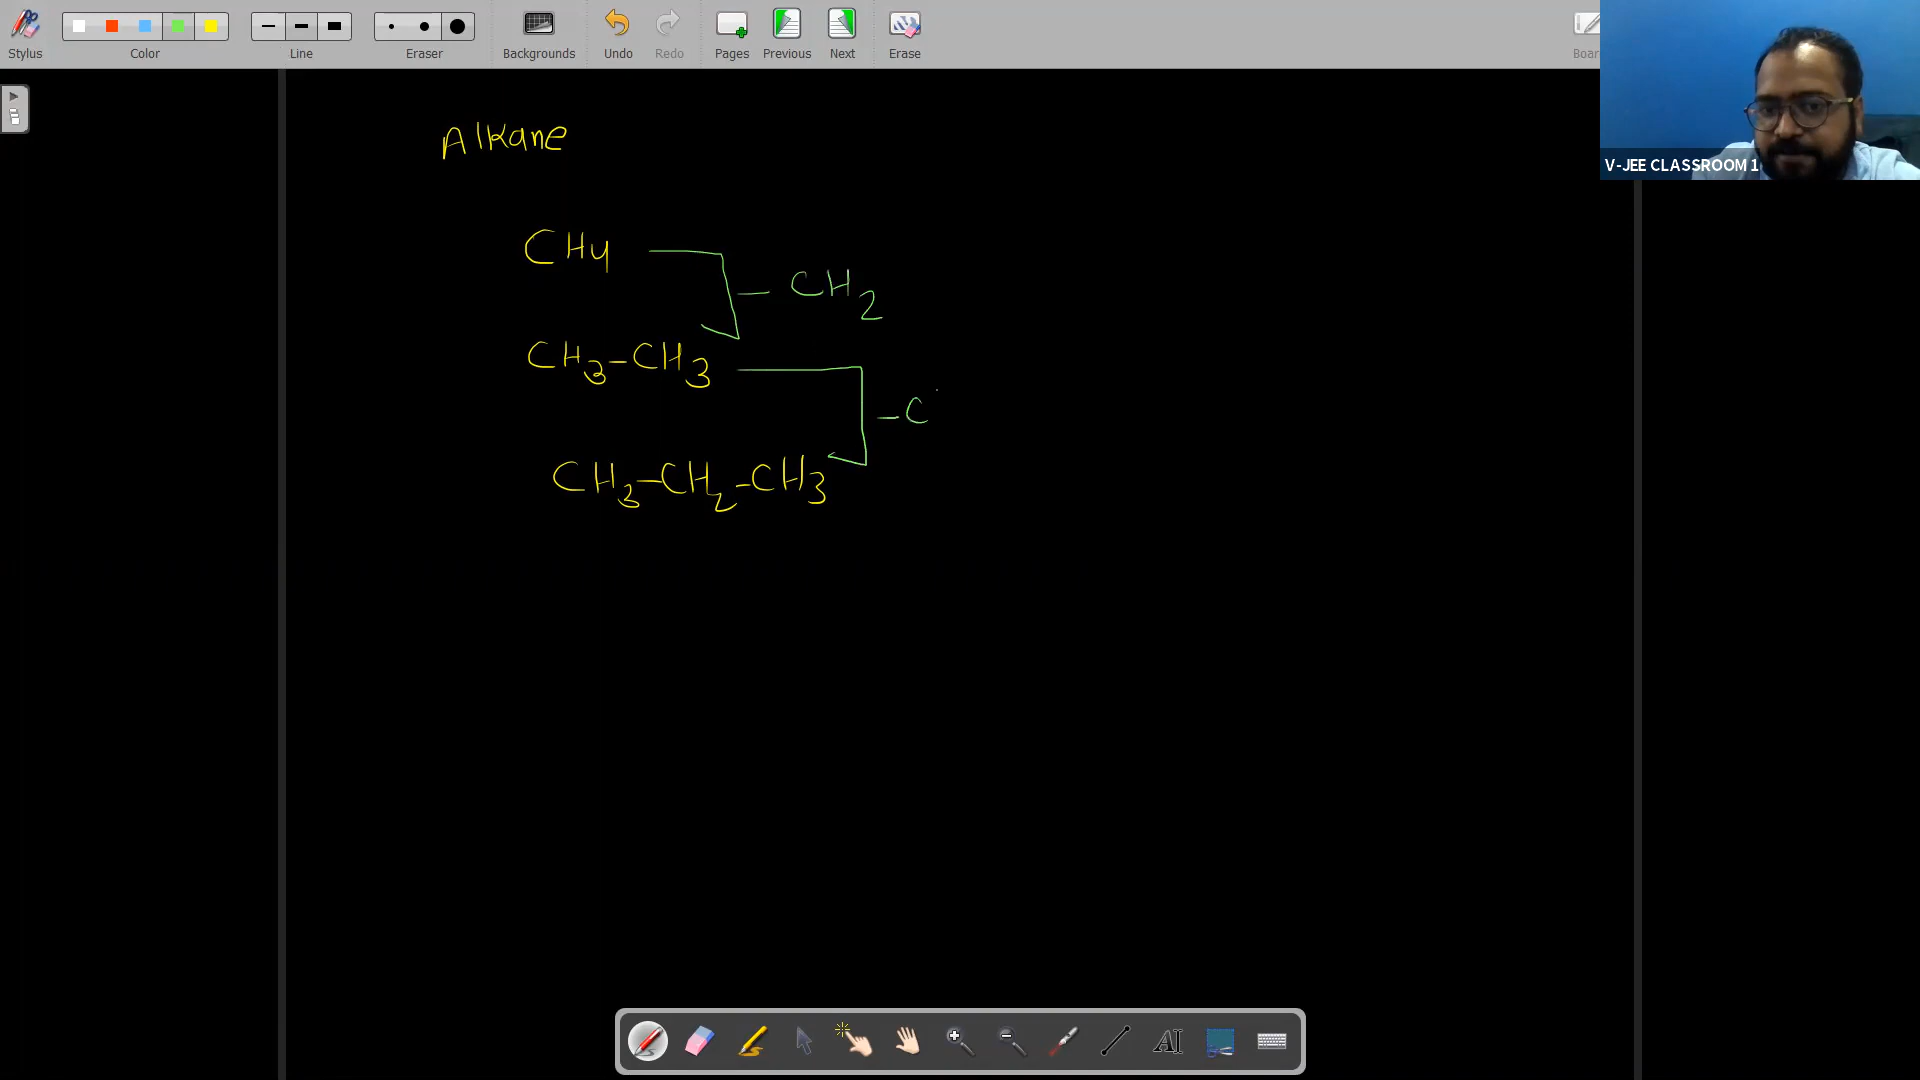 Stylus Color Line Eraser Backgrounds Undo Redo Pages Previous Next Erase Boar
V-JEE CLASSROOM 1
Alkane
CH4
- CH2
CH3-CH3
-C
CH3-CH2-CH3